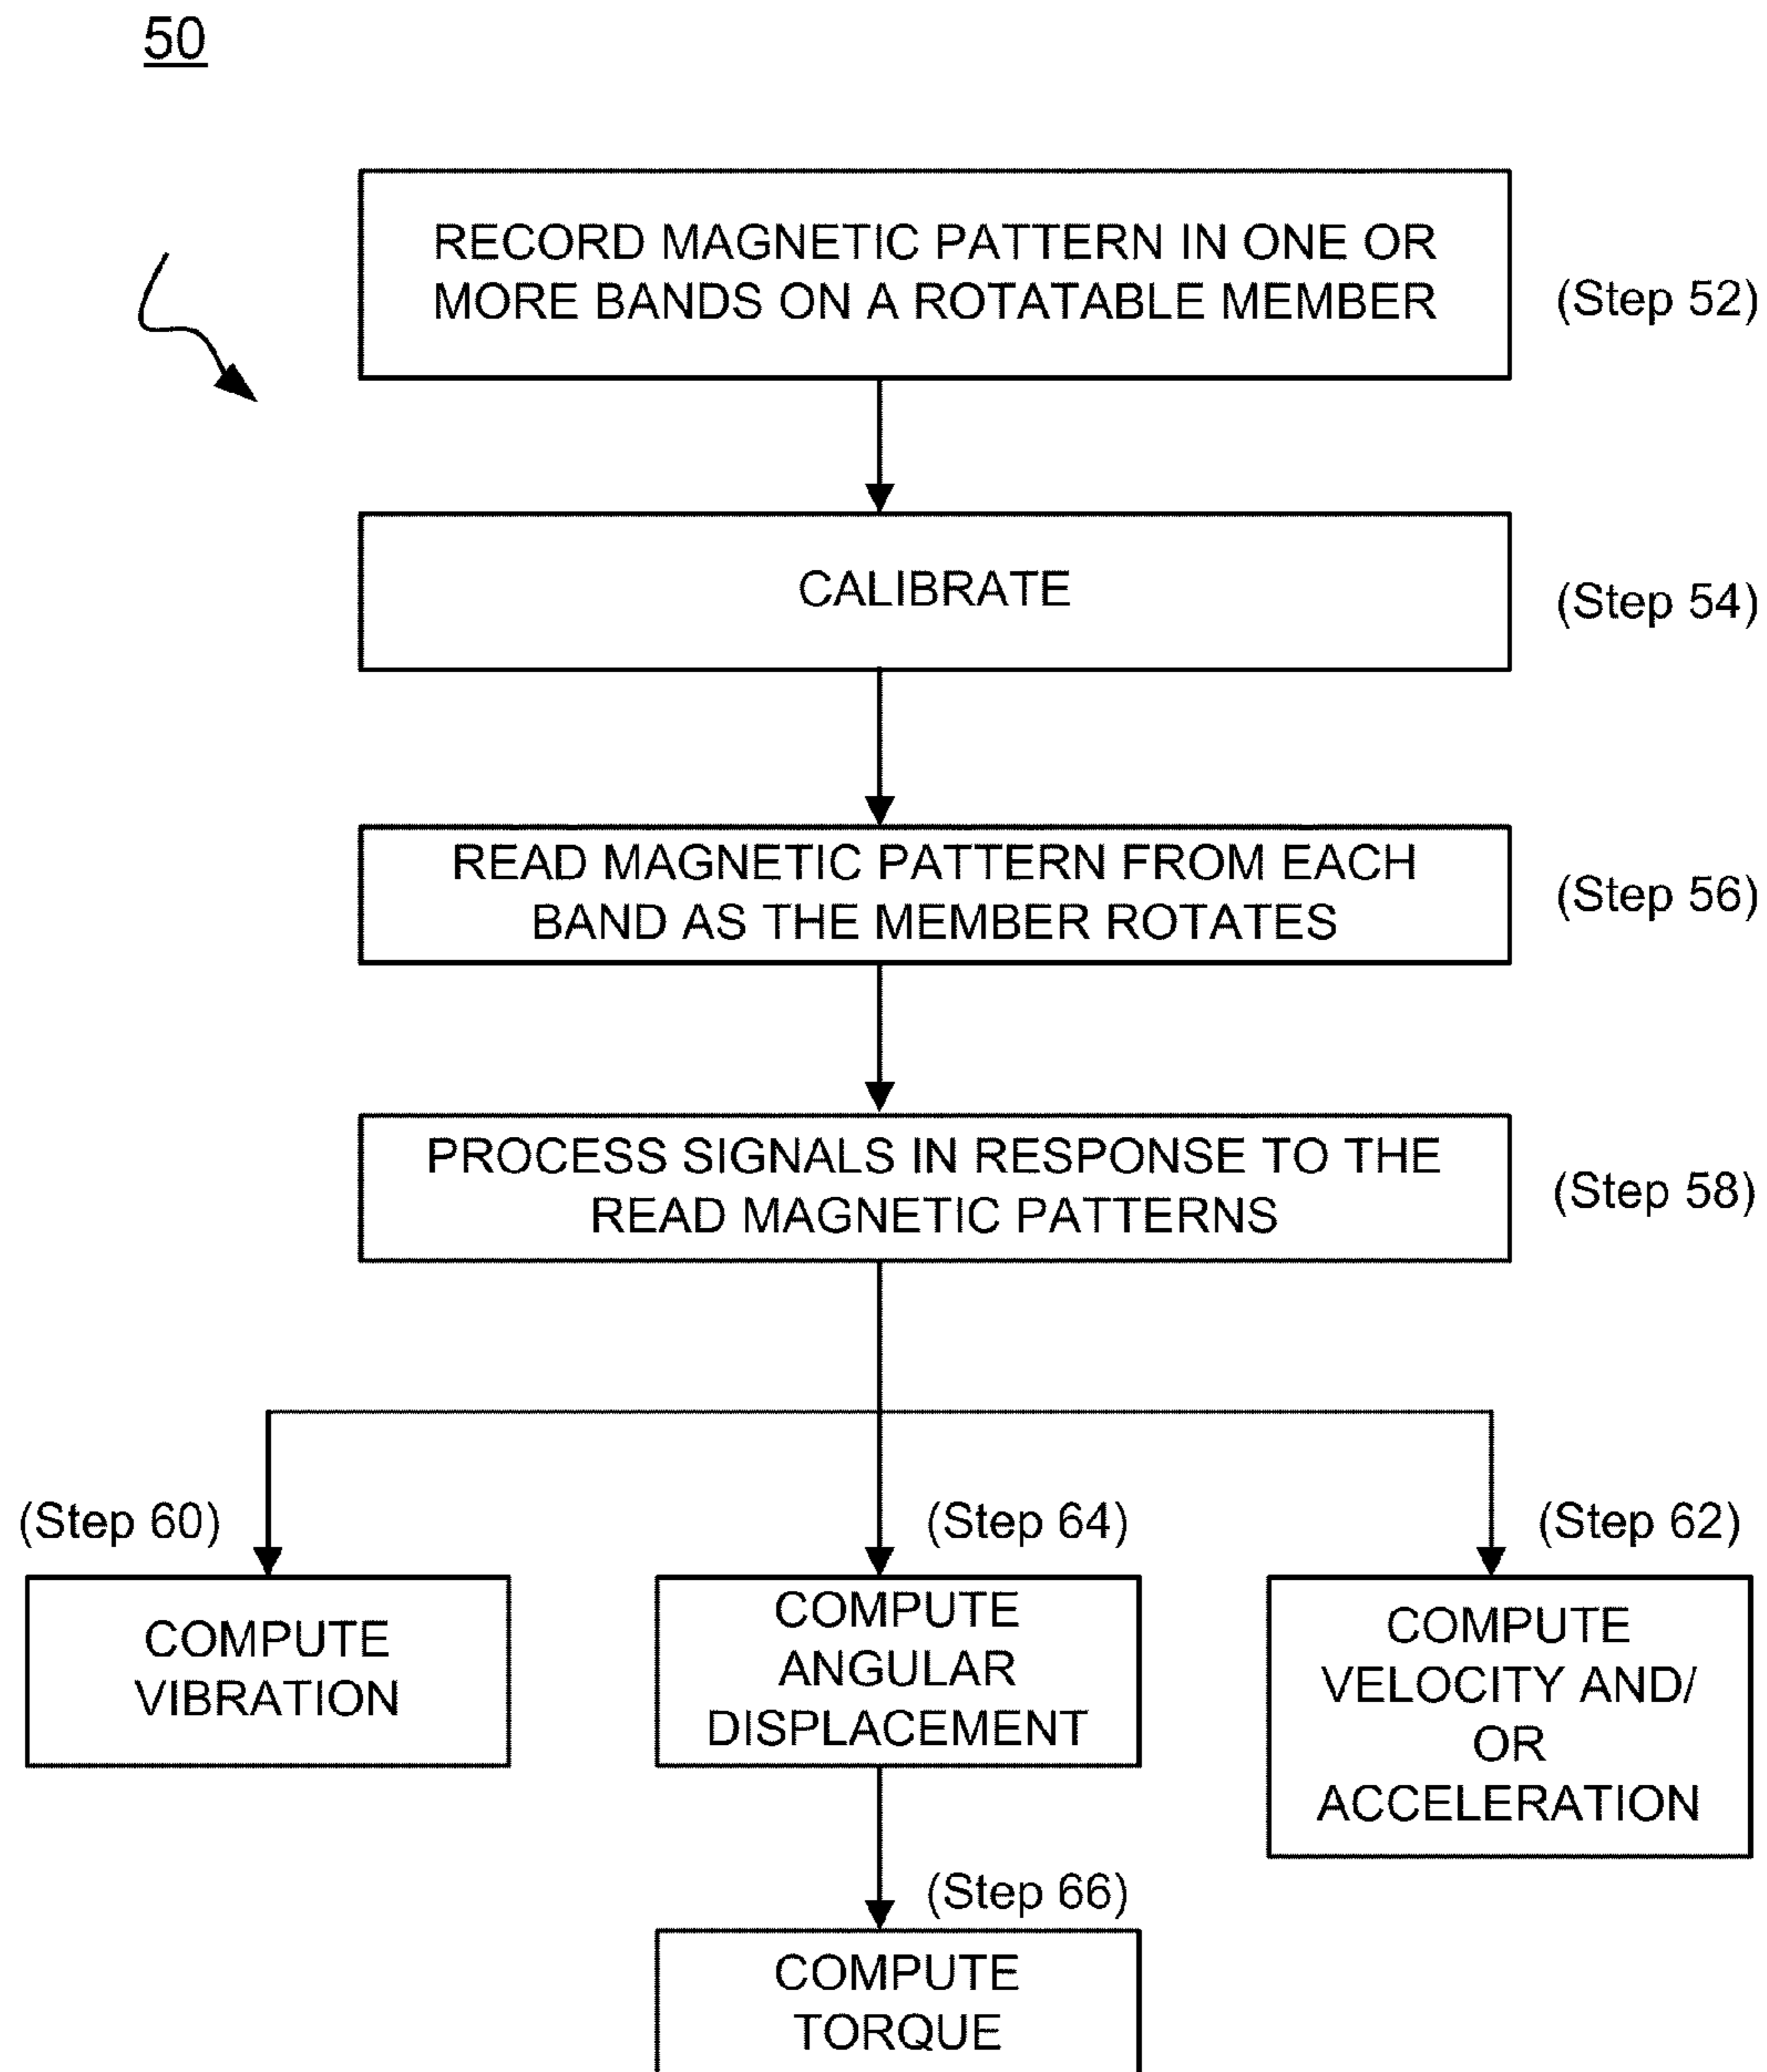 50
RECORD MAGNETIC PATTERN IN ONE OR
MORE BANDS ON A ROTATABLE MEMBER
(Step 52)
CALIBRATE
(Step 54)
READ MAGNETIC PATTERN FROM EACH
BAND AS THE MEMBER ROTATES
(Step 56)
PROCESS SIGNALS IN RESPONSE TO THE
READ MAGNETIC PATTERNS
(Step 58)
(Step 60)
COMPUTE
VIBRATION
(Step 64)
COMPUTE
ANGULAR
DISPLACEMENT
(Step 62)
COMPUTE
VELOCITY AND/
OR
ACCELERATION
(Step 66)
COMPUTE
TORQUE